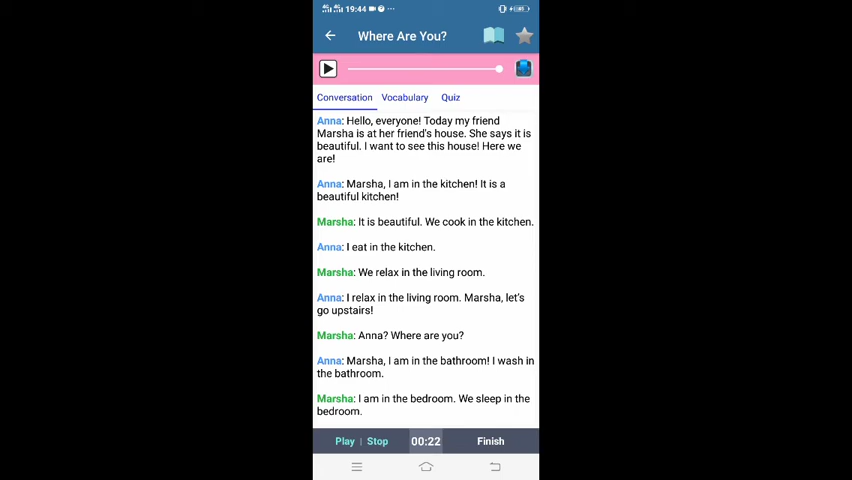 19:44
Where Are You?
Conversation Vocabulary Quiz
Anna: Hello, everyone! Today my friend
Marsha is at her friend's house. She says it is
beautiful. I want to see this house! Here we
are!
Anna: Marsha, I am in the kitchen! It is a
beautiful kitchen!
Marsha: It is beautiful. We cook in the kitchen.
Anna: I eat in the kitchen.
Marsha: We relax in the living room.
Anna: I relax in the living room. Marsha, let's
go upstairs!
Marsha: Anna? Where are you?
Anna: Marsha, I am in the bathroom! I wash in
the bathroom.
Marsha: I am in the bedroom. We sleep in the
bedroom.
Play | Stop 00:22 Finish